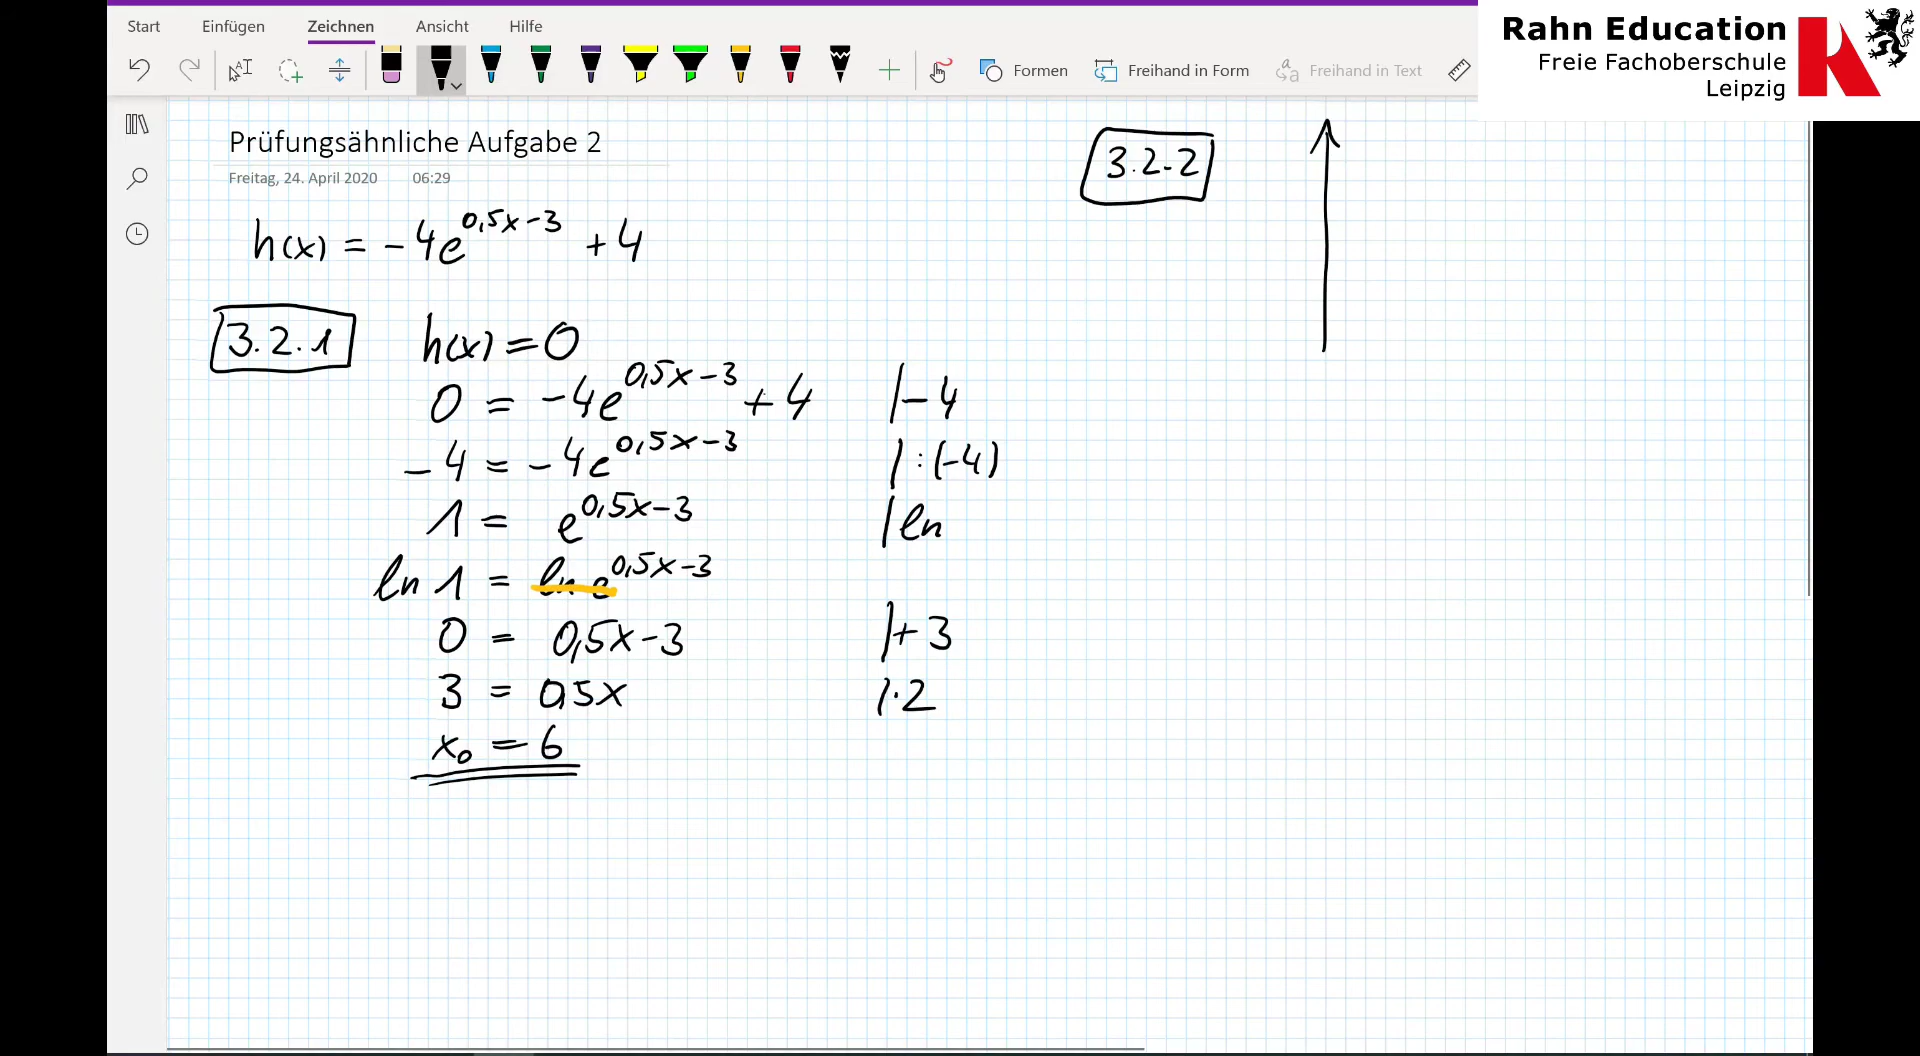 Start Einfügen Zeichnen Ansicht Hilfe
Formen Freihand in Form Freihand in Text
Rahn Education
Freie Fachoberschule
Leipzig
Prüfungsähnliche Aufgabe 2
Freitag, 24. April 2020 06:29
h(x) = -4e^(0,5x-3) + 4
3.2.1 h(x) = 0
0 = -4e^(0,5x-3) + 4 |-4
-4 = -4e^(0,5x-3) |:(-4)
1 = e^(0,5x-3) |ln
ln 1 = ln e^(0,5x-3)
0 = 0,5x-3 |+3
3 = 0,5x |·2
x₀ = 6
3.2.2